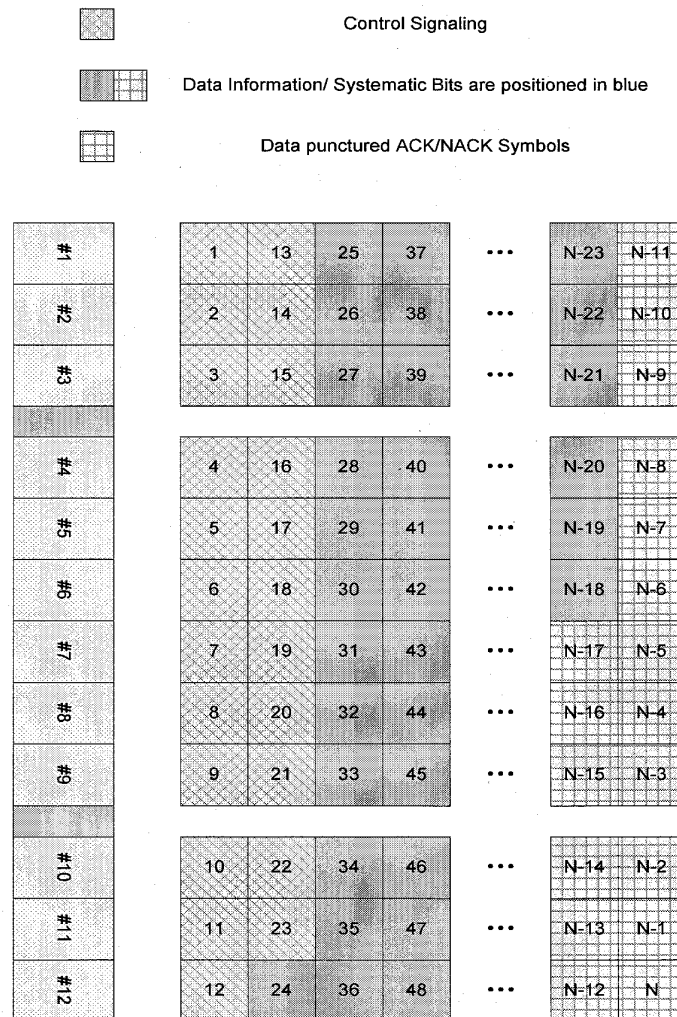 Control Signaling
Data Information/ Systematic Bits are positioned in blue
Data punctured ACK/NACK Symbols
#1 1 13 25 37 ••• N-23 N-11
#2 2 14 26 38 ••• N-22 N-10
#3 3 15 27 39 ••• N-21 N-9
#4 4 16 28 40 ••• N-20 N-8
#5 5 17 29 41 ••• N-19 N-7
#6 6 18 30 42 ••• N-18 N-6
#7 7 19 31 43 ••• N-17 N-5
#8 8 20 32 44 ••• N-16 N-4
#9 9 21 33 45 ••• N-15 N-3
#10 10 22 34 46 ••• N-14 N-2
#11 11 23 35 47 ••• N-13 N-1
#12 12 24 36 48 ••• N-12 N